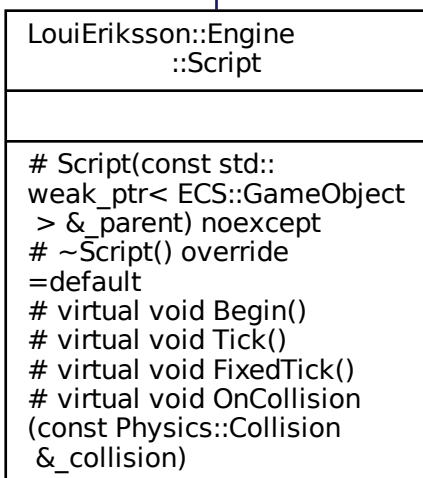 LouiEriksson::Engine
::Script
# Script(const std::
weak_ptr< ECS::GameObject
> &_parent) noexcept
# ~Script() override
=default
# virtual void Begin()
# virtual void Tick()
# virtual void FixedTick()
# virtual void OnCollision
(const Physics::Collision
&_collision)